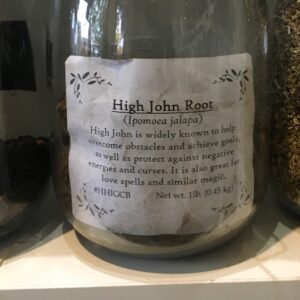 High John Root
(Ipomoea jalapa)
High John is widely known to help
overcome obstacles and achieve goals,
as well as protect against negative
energies and curses. It is also great for
love spells and similar magic.
#HHIGCB Net wt. 1lb. (0.45 kg)